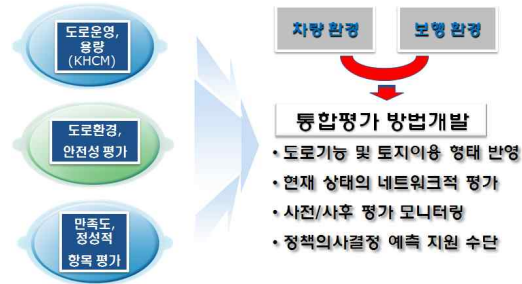 도로운영,
용량
(KHCM)
도로환경,
안전성 평가
만족도,
정성적
항목 평가
차량 환경
보행 환경
통합평가 방법개발
• 도로기능 및 토지이용 형태 반영
• 현재 상태의 네트워크적 평가
• 사전/사후 평가 모니터링
• 정책의사결정 예측 지원 수단